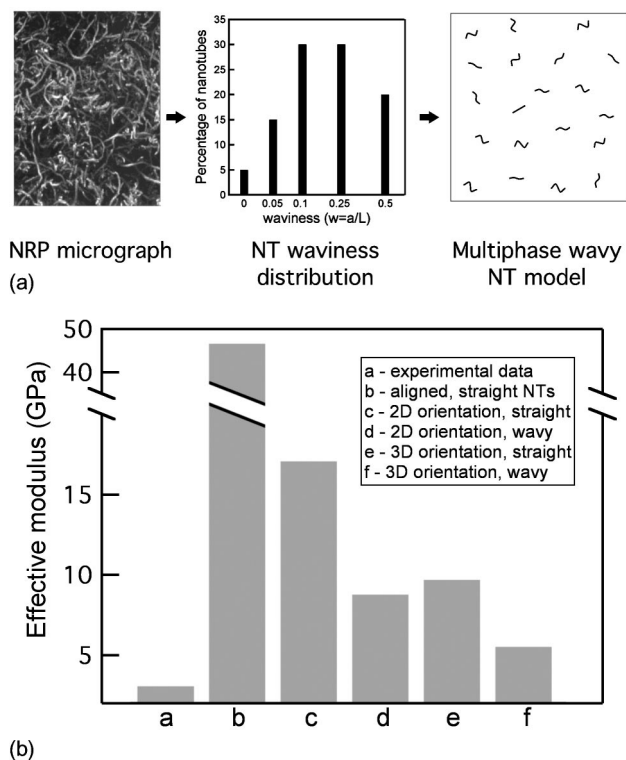 35
30
25
20
15
10
5
0
Percentage of nanotubes
0 0.05 0.1 0.25 0.5
waviness (w=a/L)
NRP micrograph
NT waviness
distribution
Multiphase wavy
NT model
(a)
50
40
15
10
5
Effective modulus (GPa)
a - experimental data
b - aligned, straight NTs
c - 2D orientation, straight
d - 2D orientation, wavy
e - 3D orientation, straight
f - 3D orientation, wavy
a b c d e f
(b)